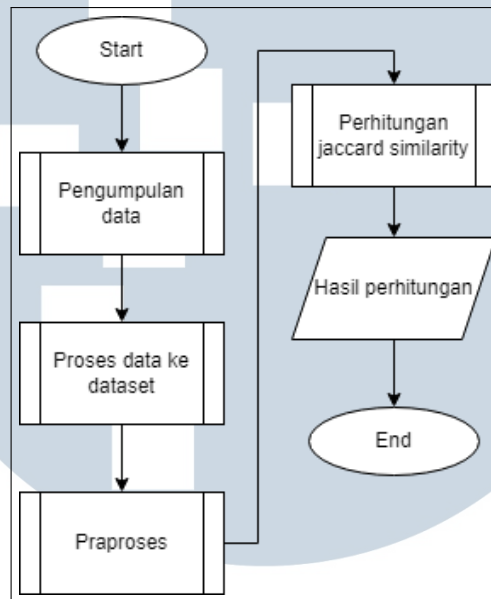 Start
Pengumpulan
data
Proses data ke
dataset
Praproses
Perhitungan
jaccard similarity
Hasil perhitungan
End